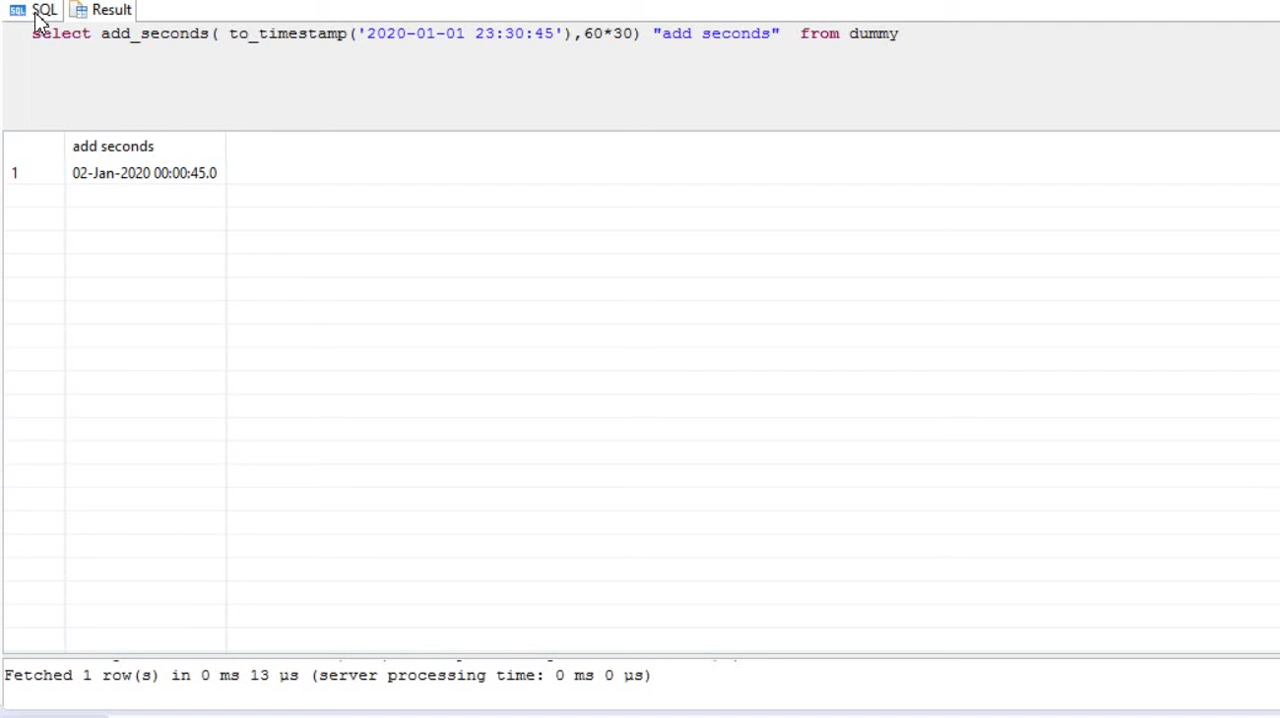 SQL Result
select add_seconds( to_timestamp('2020-01-01 23:30:45'),60*30) "add seconds"  from dummy
add seconds
1 02-Jan-2020 00:00:45.0
Fetched 1 row(s) in 0 ms 13 µs (server processing time: 0 ms 0 µs)